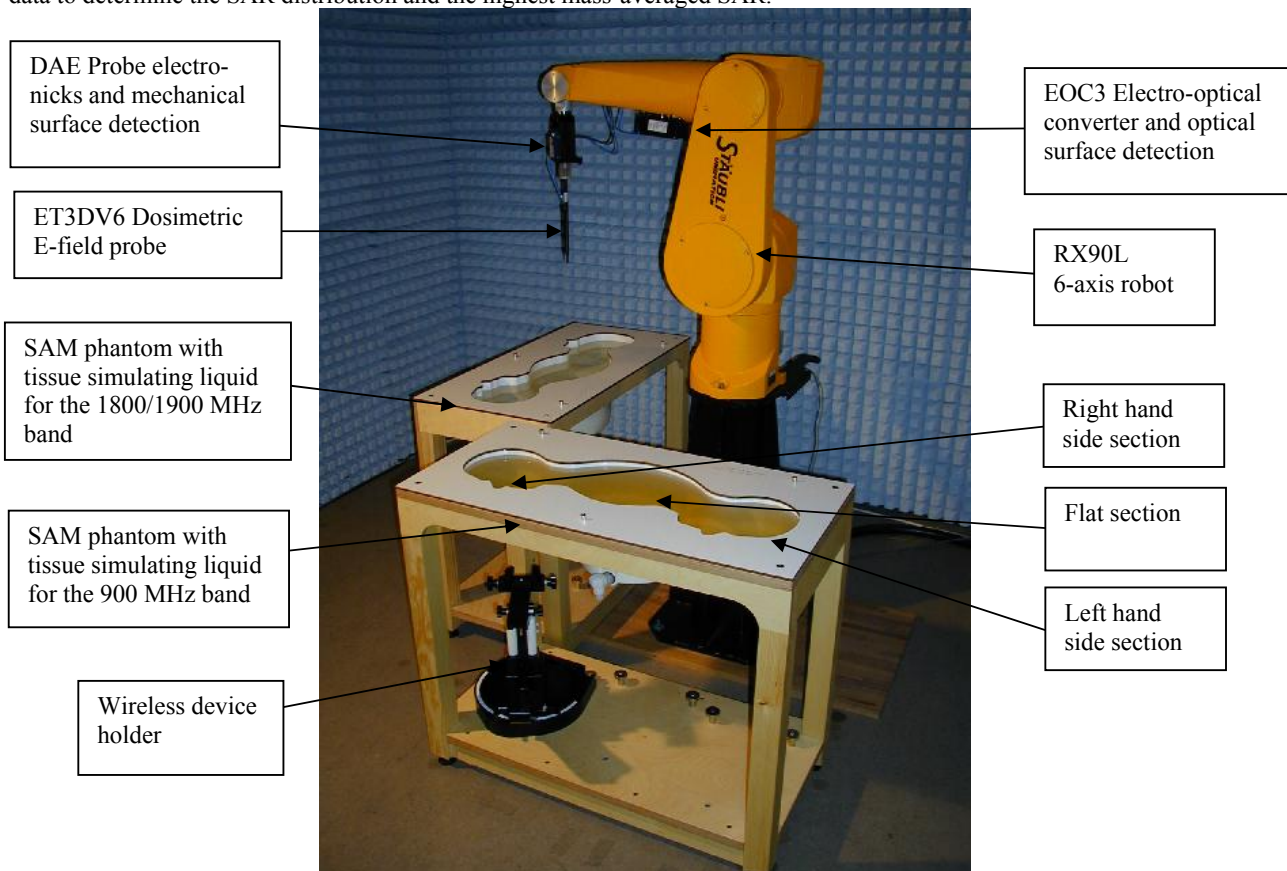 data to determine the SAR distribution and the highest mass-averaged SAR.
DAE Probe electro-
nicks and mechanical
surface detection
ET3DV6 Dosimetric
E-field probe
SAM phantom with
tissue simulating liquid
for the 1800/1900 MHz
band
SAM phantom with
tissue simulating liquid
for the 900 MHz band
Wireless device
holder
EOC3 Electro-optical
converter and optical
surface detection
RX90L
6-axis robot
Right hand
side section
Flat section
Left hand
side section
STÄUBLI®
UNIMATION